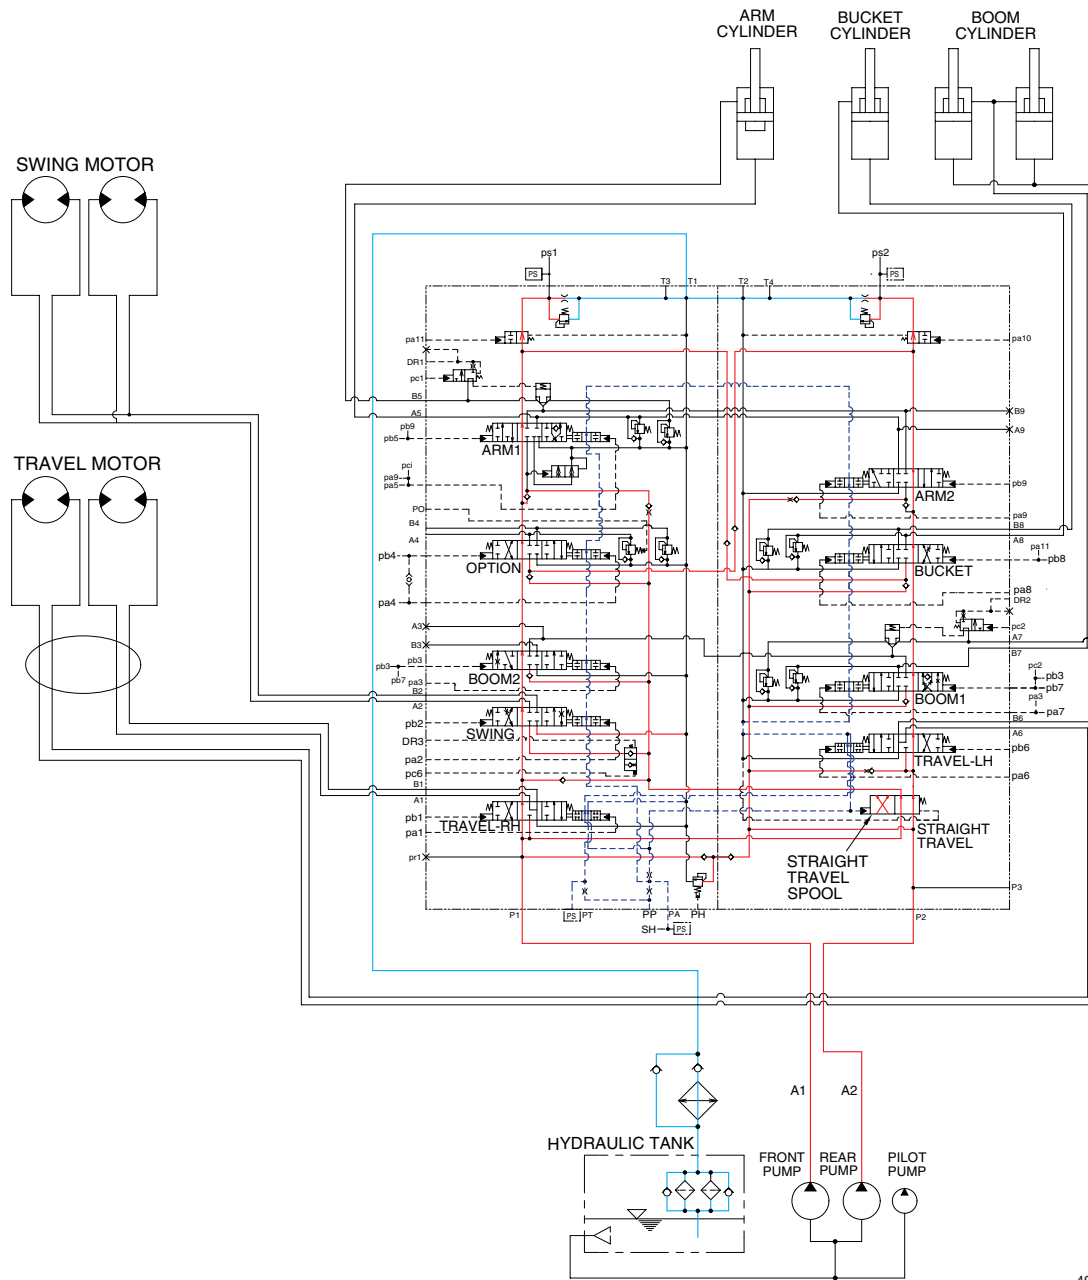 ARM
CYLINDER
BUCKET
CYLINDER
BOOM
CYLINDER
SWING MOTOR
TRAVEL MOTOR
ps1
PS
T3
T1
T2
T4
ps2
PS
pa11
DR1
pc1
B5
A5
pb9
pb5
ARM1
pci
pa9
pa5
PO
B4
A4
pb4
OPTION
pa4
A3
B3
pb3
pb3
pb7
pa3
BOOM2
B2
A2
pb2
SWING
DR3
pa2
pc6
B1
A1
pb1
TRAVEL-RH
pa1
pr1
pa10
B9
A9
ARM2
pb9
pa9
B8
A8
pa11
BUCKET
pb8
pa8
DR2
pc2
A7
B7
pc2
pb3
BOOM1
pb7
pa3
pa7
B6
A6
TRAVEL-LH
pb6
pa6
STRAIGHT
TRAVEL
STRAIGHT
TRAVEL
SPOOL
P3
P1
PS
PT
PP
PA
PH
P2
SH
PS
A1
A2
HYDRAULIC TANK
FRONT
PUMP
REAR
PUMP
PILOT
PUMP